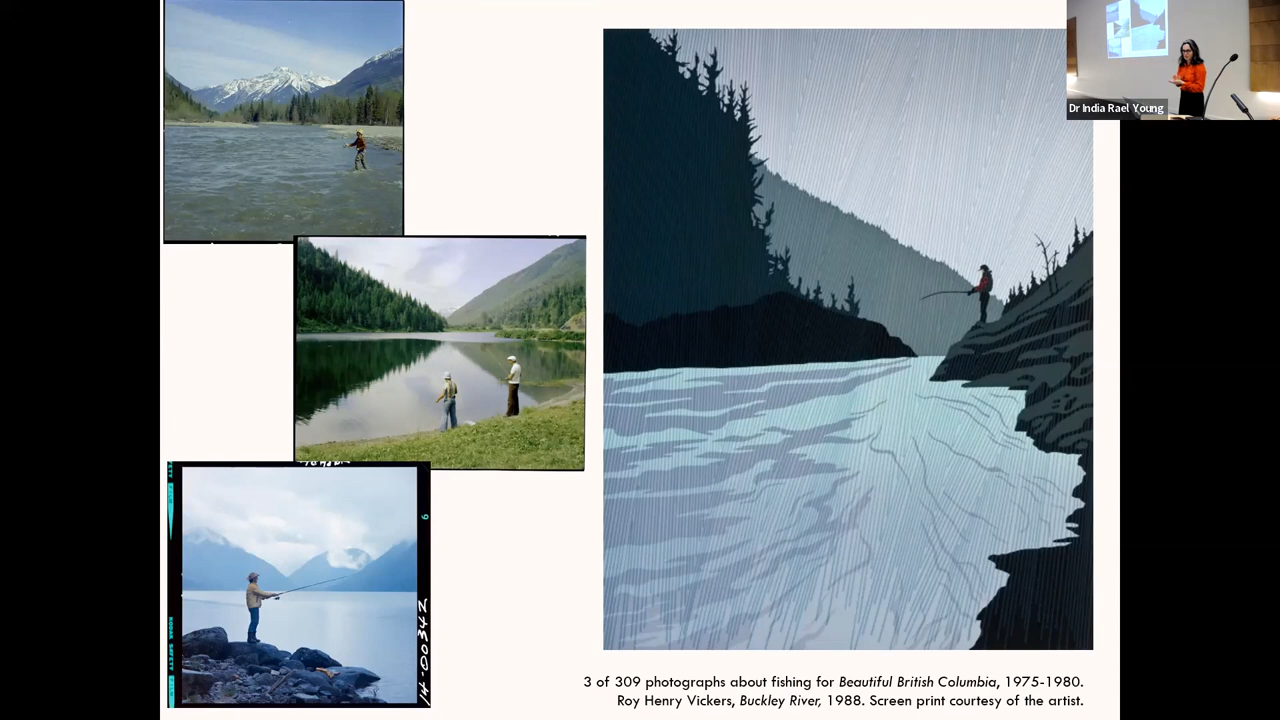 Dr India Rael Young
3 of 309 photographs about fishing for Beautiful British Columbia, 1975-1980.
Roy Henry Vickers, Buckley River, 1988. Screen print courtesy of the artist.